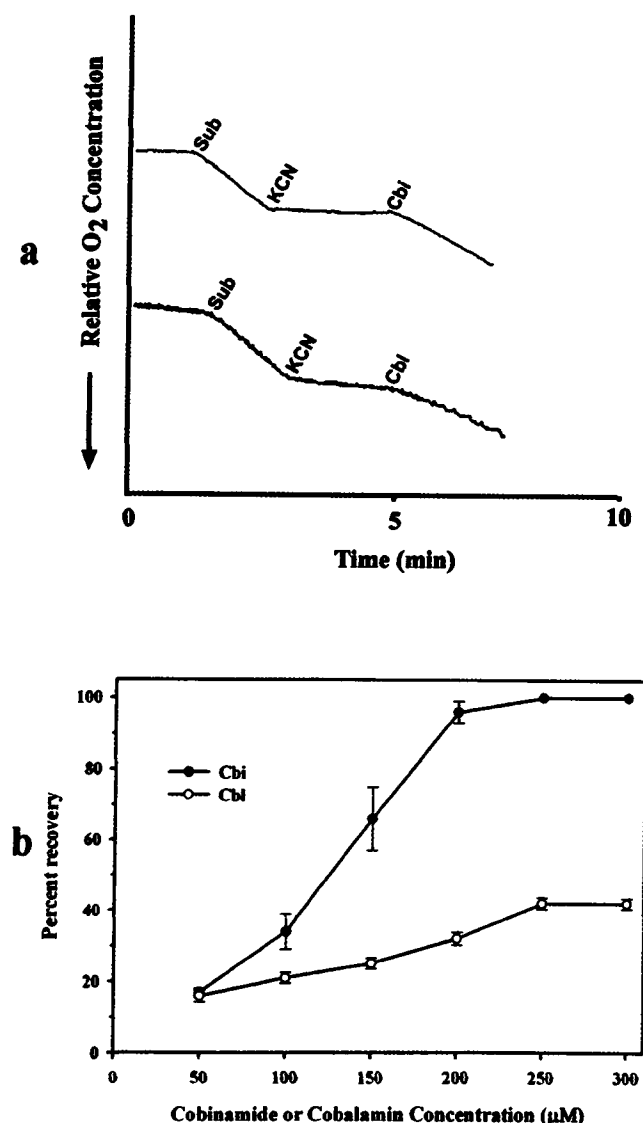 a
Relative O2 Concentration
Sub
KCN
Cbi
Sub
KCN
Cbl
0
5
10
Time (min)
b
Percent recovery
100
80
60
40
20
0
Cbi
Cbl
0
50
100
150
200
250
300
Cobinamide or Cobalamin Concentration (μM)